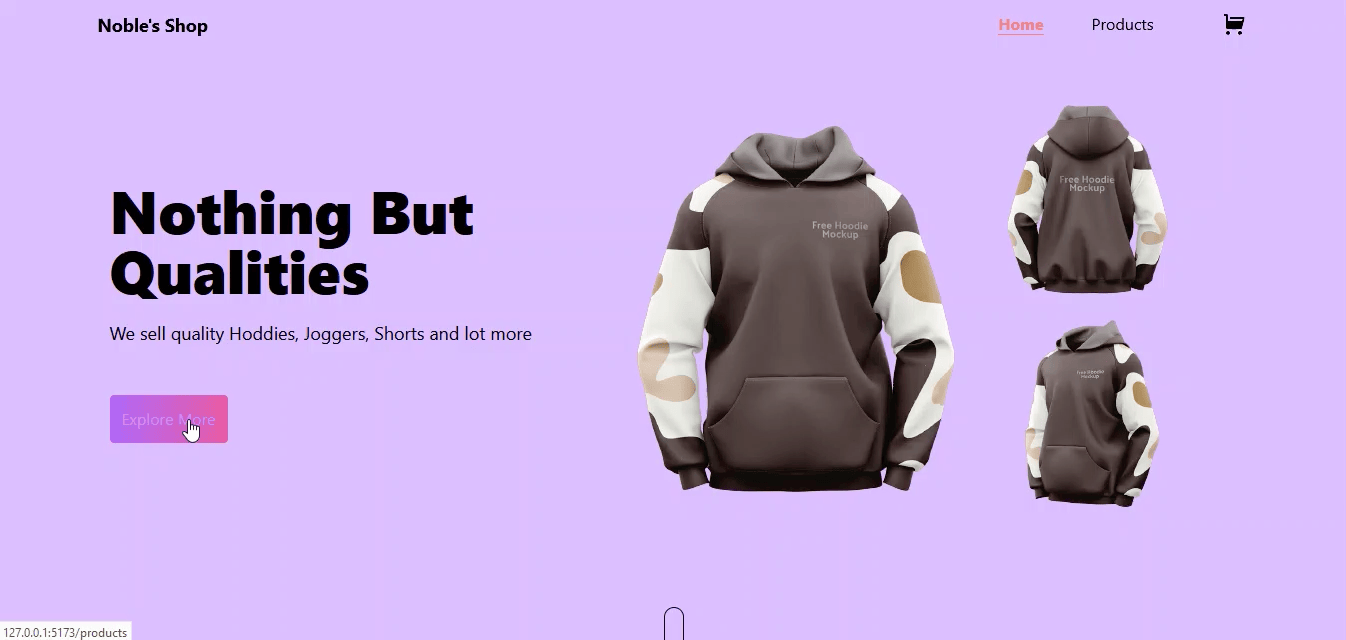 Noble's Shop
Home
Products
Nothing But
Qualities
We sell quality Hoddies, Joggers, Shorts and lot more
Explore More
Free Hoodie
Mockup
Free Hoodie
Mockup
Free Hoodie
Mockup
127.0.0.1:5173/products